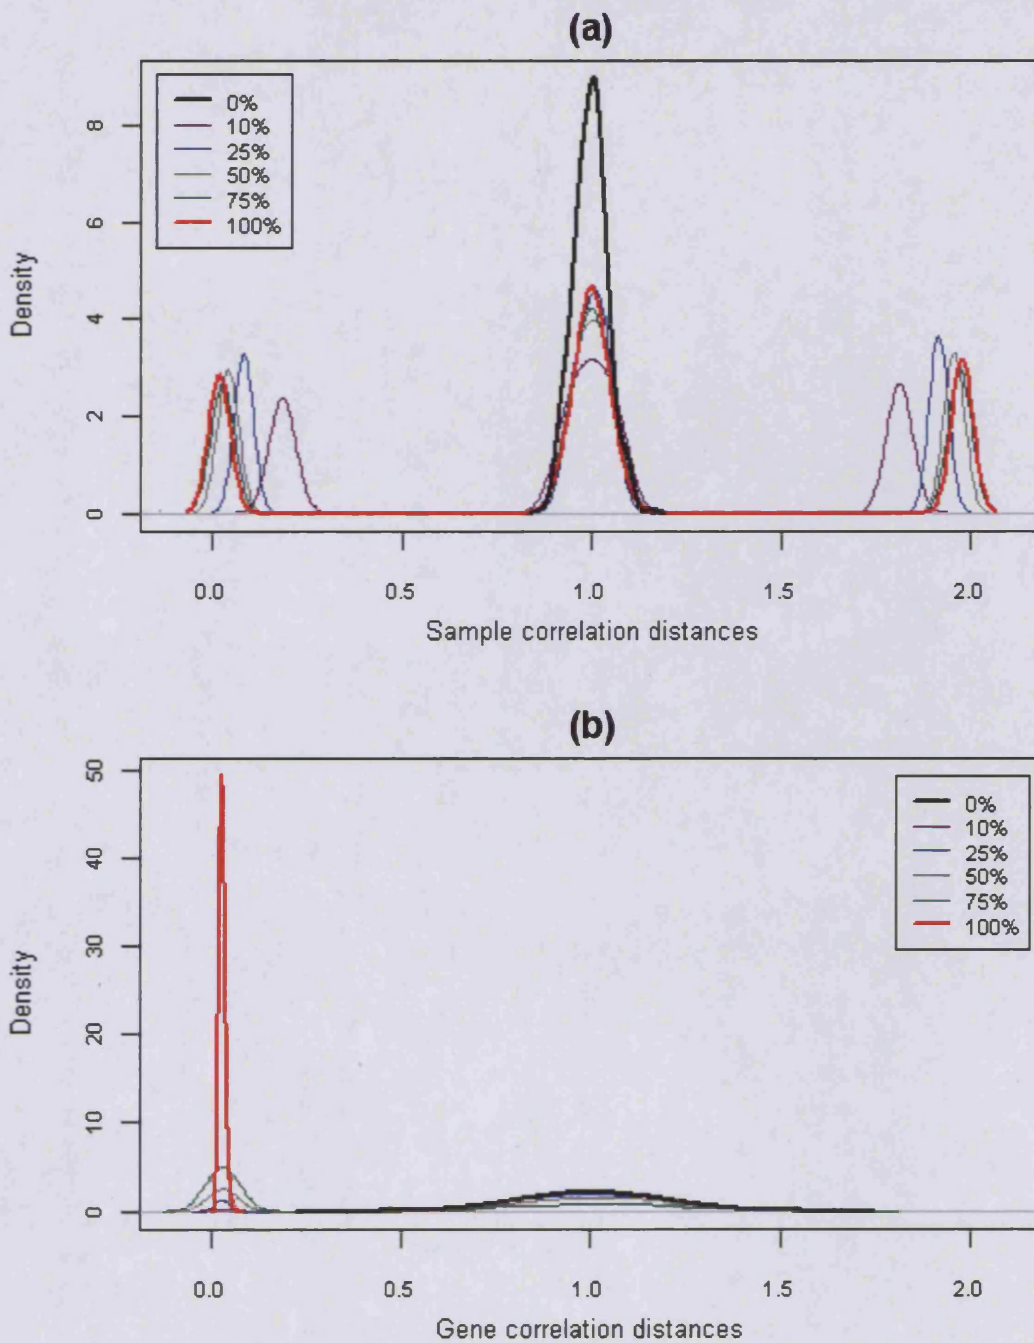 (a)
0%
10%
25%
50%
75%
100%
Density
0 2 4 6 8
0.0 0.5 1.0 1.5 2.0
Sample correlation distances
(b)
0%
10%
25%
50%
75%
100%
Density
0 10 20 30 40 50
0.0 0.5 1.0 1.5 2.0
Gene correlation distances